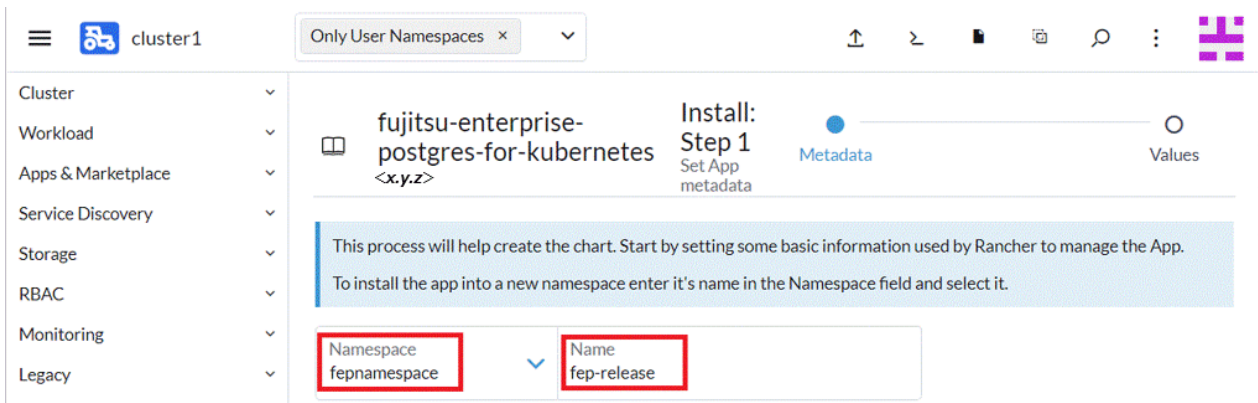 cluster1
Only User Namespaces ×
Cluster
Workload
Apps & Marketplace
Service Discovery
Storage
RBAC
Monitoring
Legacy
fujitsu-enterprise-
postgres-for-kubernetes
<x.y.z>
Install:
Step 1
Set App
metadata
Metadata
Values
This process will help create the chart. Start by setting some basic information used by Rancher to manage the App.
To install the app into a new namespace enter it's name in the Namespace field and select it.
Namespace
fepnamespace
Name
fep-release